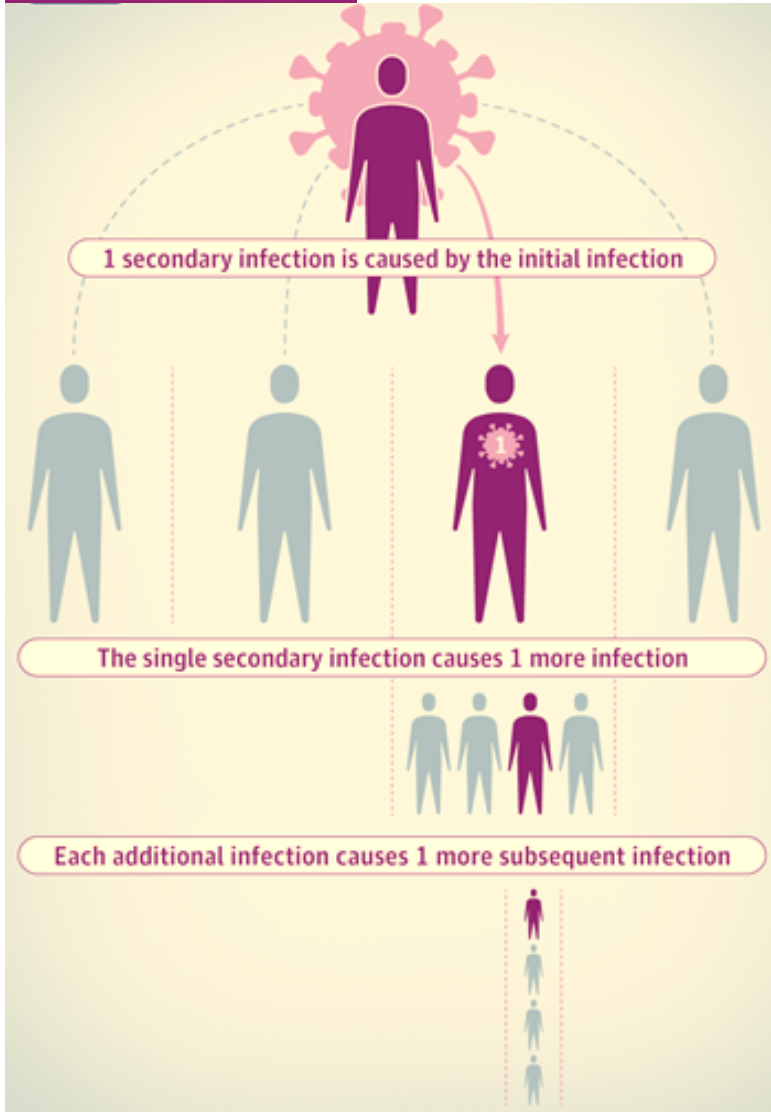 1 secondary infection is caused by the initial infection
1
The single secondary infection causes 1 more infection
Each additional infection causes 1 more subsequent infection